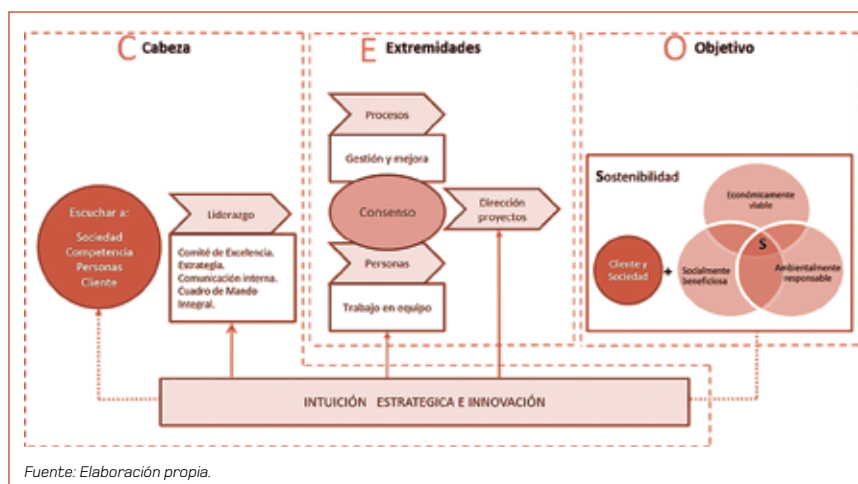 C Cabeza
E Extremidades
O Objetivo
Escuchar a:
Sociedad
Competencia
Personas
Cliente
Liderazgo
Comité de Excelencia.
Estrategia.
Comunicación interna.
Cuadro de Mando
Integral.
Procesos
Gestión y mejora
Consenso
Personas
Trabajo en equipo
Dirección
proyectos
Sostenibilidad
Económicamente
viable
S
Cliente y
Sociedad
+
Socialmente
beneficiosa
Ambientalmente
responsable
INTUICIÓN ESTRATEGICA E INNOVACIÓN
Fuente: Elaboración propia.